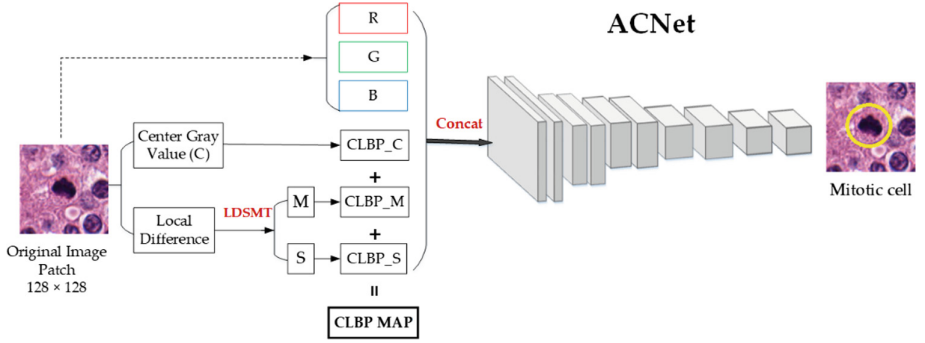 ACNet
R
G
B
Concat
Center Gray
Value (C)
CLBP_C
+
LDSMT
M
CLBP_M
+
Local
Difference
S
CLBP_S
=
CLBP MAP
Original Image
Patch
128 × 128
Mitotic cell